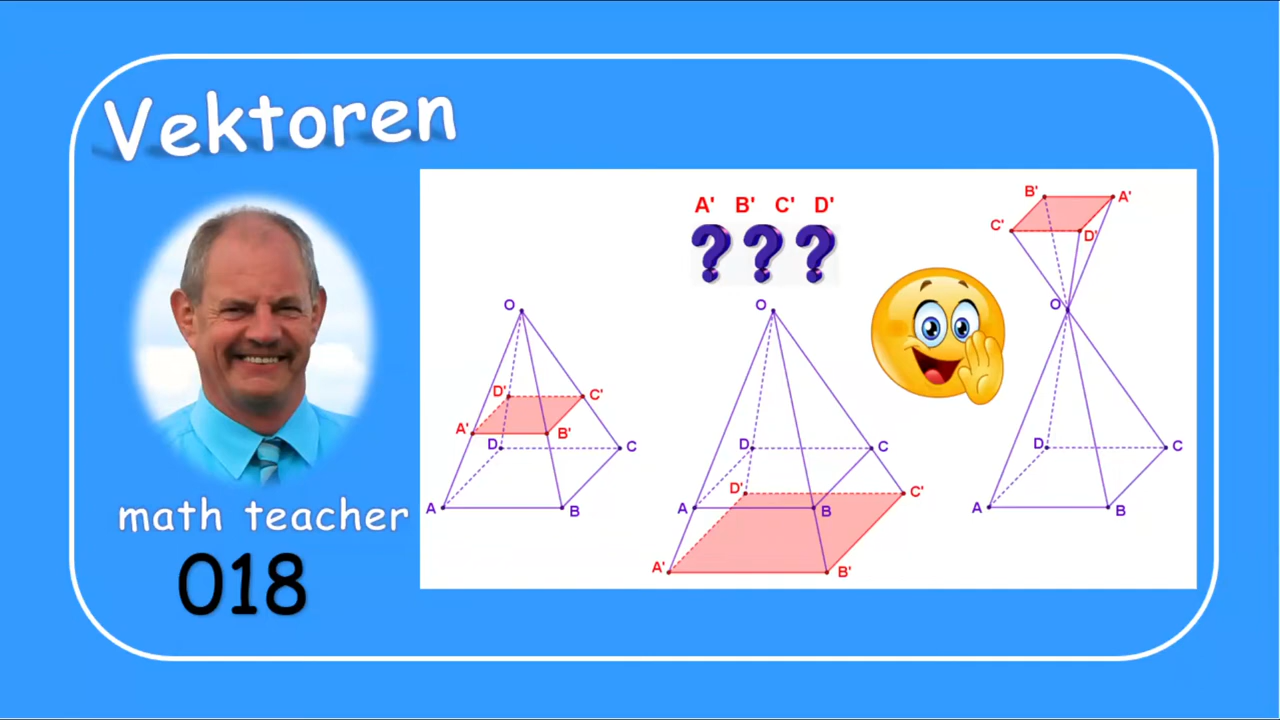 Vektoren
math teacher
018
A' B' C' D'
? ? ?
O
D' C'
A' B'
D C
A B
O
D C
D' C'
A B
A' B'
B' A'
C' D'
O
D C
A B